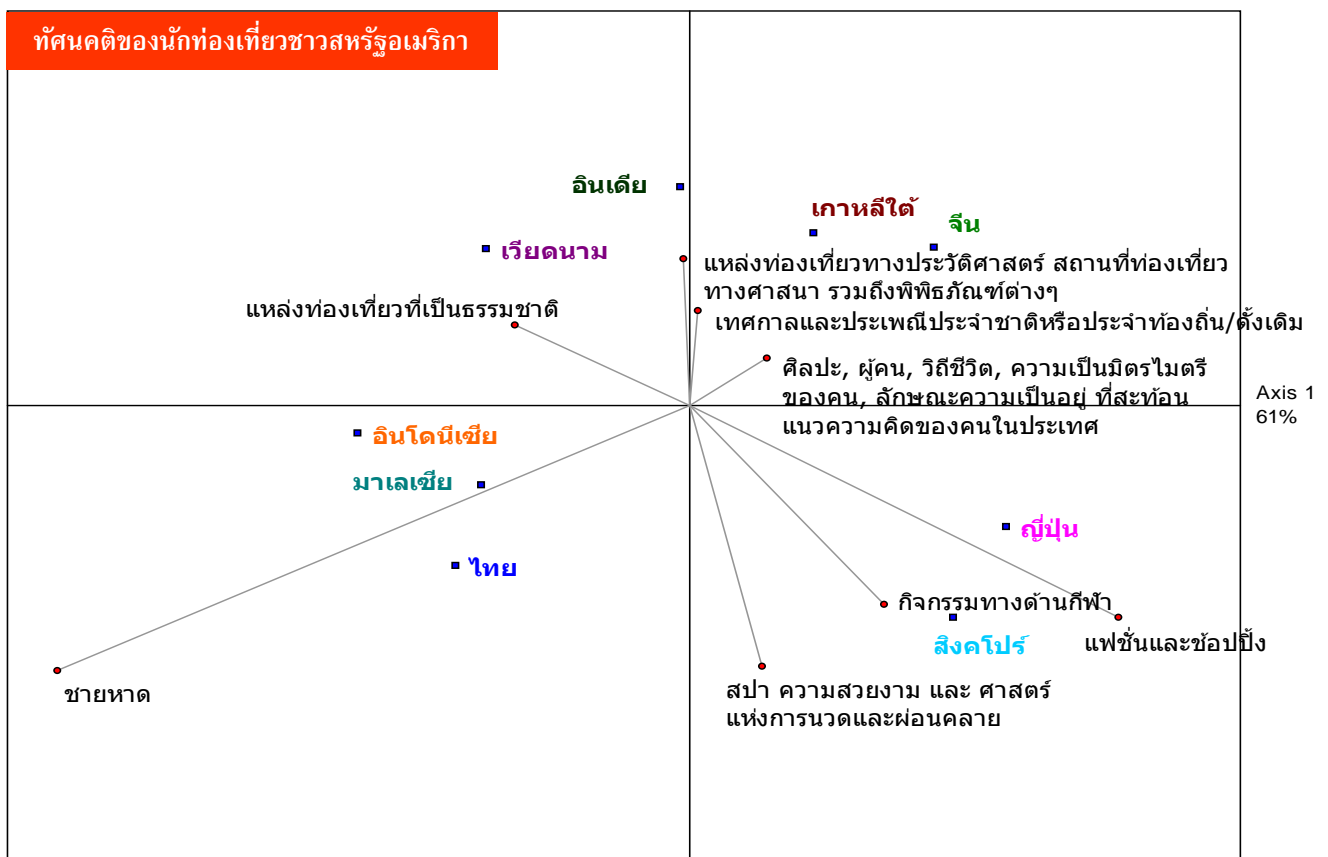 ทัศนคติของนักท่องเที่ยวชาวสหรัฐอเมริกา
อินเดีย
เกาหลีใต้
จีน
เวียดนาม
แหล่งท่องเที่ยวทางประวัติศาสตร์ สถานที่ท่องเที่ยว
ทางศาสนา รวมถึงพิพิธภัณฑ์ต่างๆ
แหล่งท่องเที่ยวที่เป็นธรรมชาติ
เทศกาลและประเพณีประจำชาติหรือประจำท้องถิ่น/ดั้งเดิม
ศิลปะ, ผู้คน, วิถีชีวิต, ความเป็นมิตรไมตรี
ของคน, ลักษณะความเป็นอยู่ ที่สะท้อน
แนวความคิดของคนในประเทศ
Axis 1
61%
อินโดนีเซีย
มาเลเซีย
ญี่ปุ่น
ไทย
กิจกรรมทางด้านกีฬา
สิงคโปร์
แฟชั่นและช้อปปิ้ง
ชายหาด
สปา ความสวยงาม และ ศาสตร์
แห่งการนวดและผ่อนคลาย